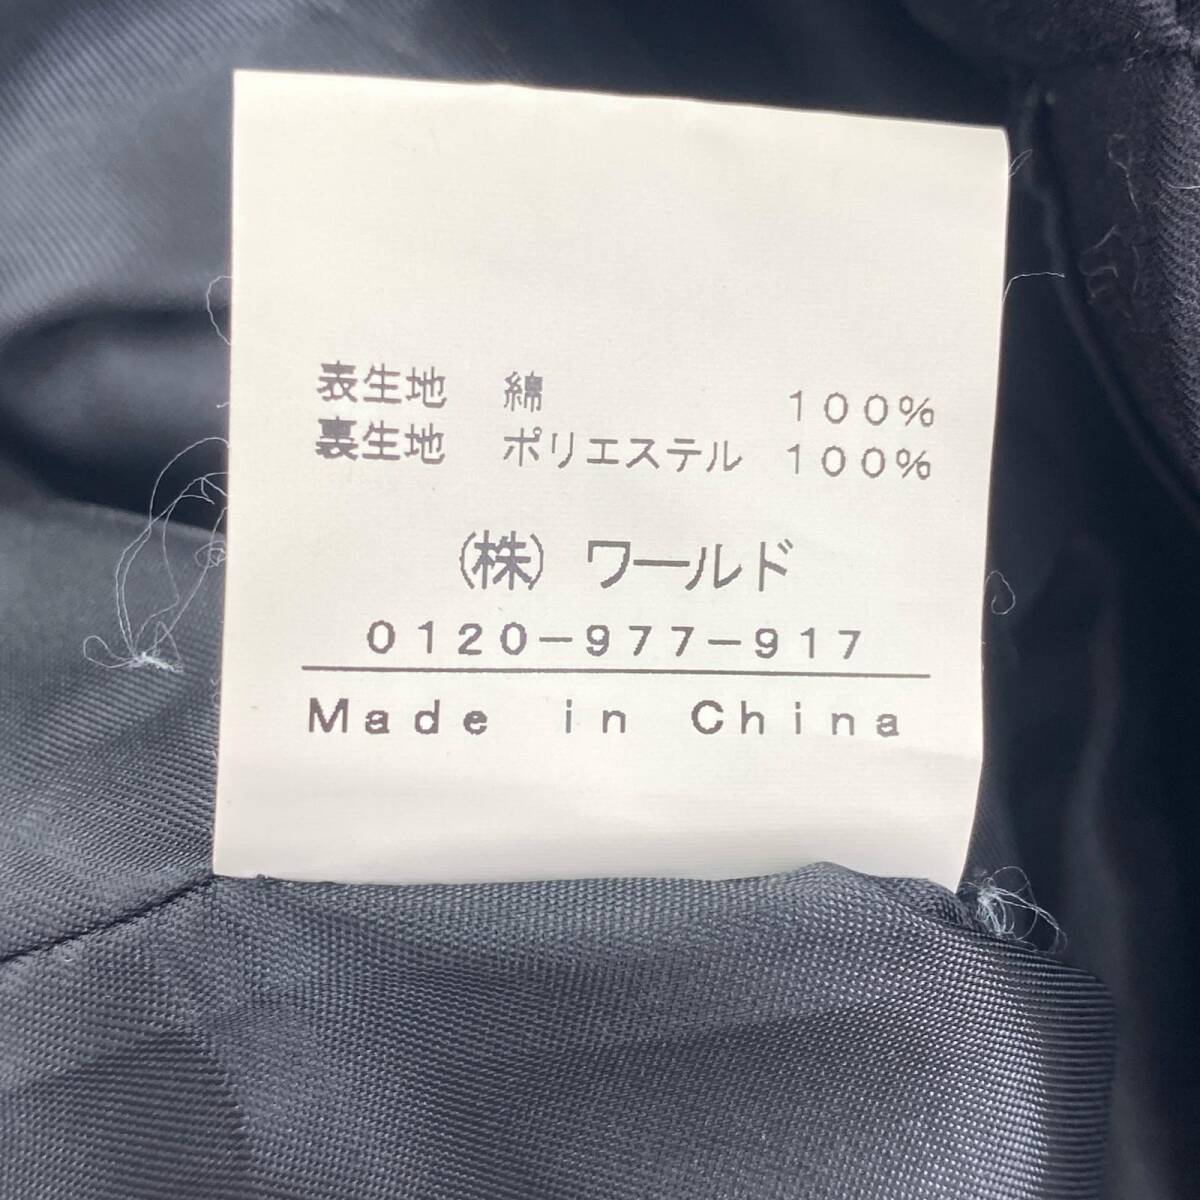 表生地 綿 100%
裏生地 ポリエステル 100%
(株) ワールド
0120-977-917
Made in China